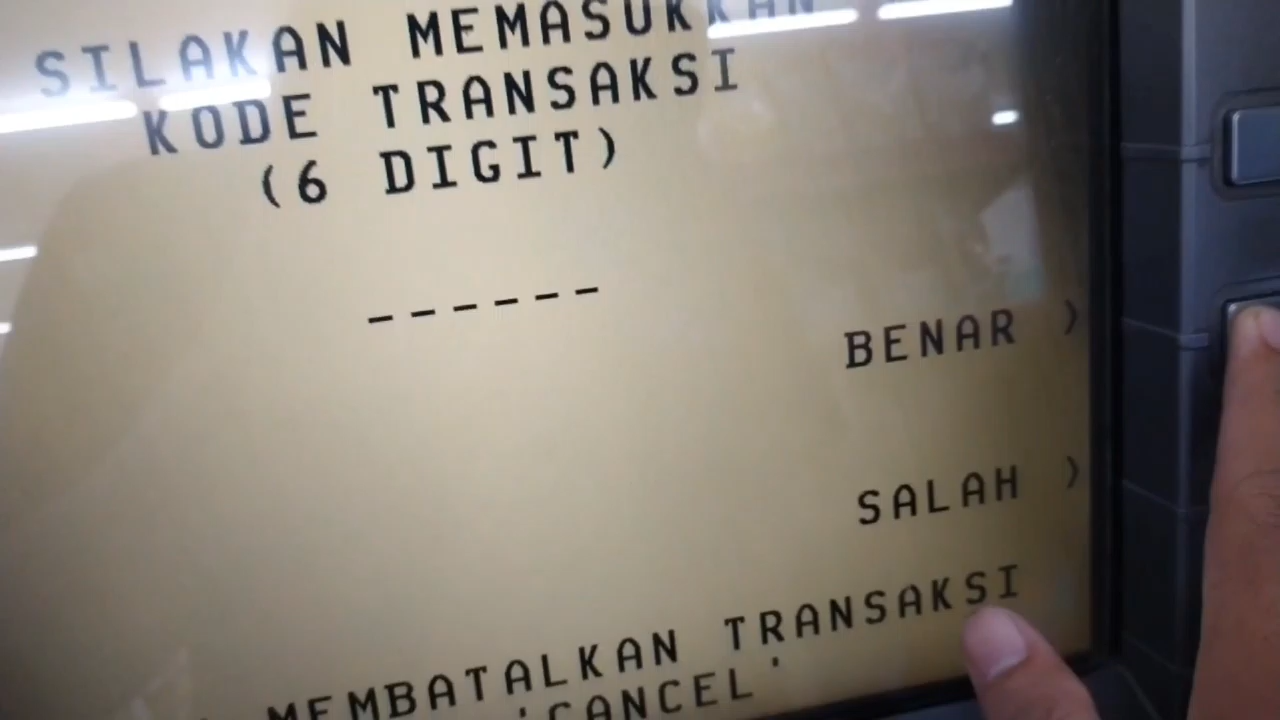 SILAKAN MEMASUKKAN
KODE TRANSAKSI
(6 DIGIT)
------
BENAR )
SALAH )
MEMBATALKAN TRANSAKSI
'CANCEL'